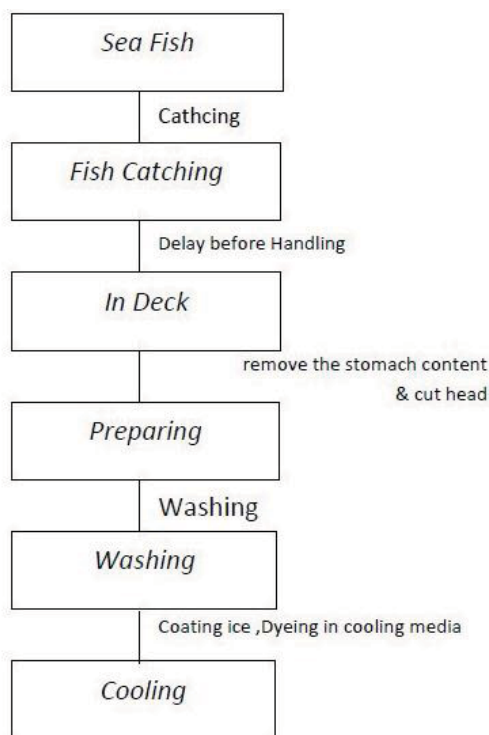 Sea Fish
Cathcing
Fish Catching
Delay before Handling
In Deck
remove the stomach content
& cut head
Preparing
Washing
Washing
Coating ice ,Dyeing in cooling media
Cooling